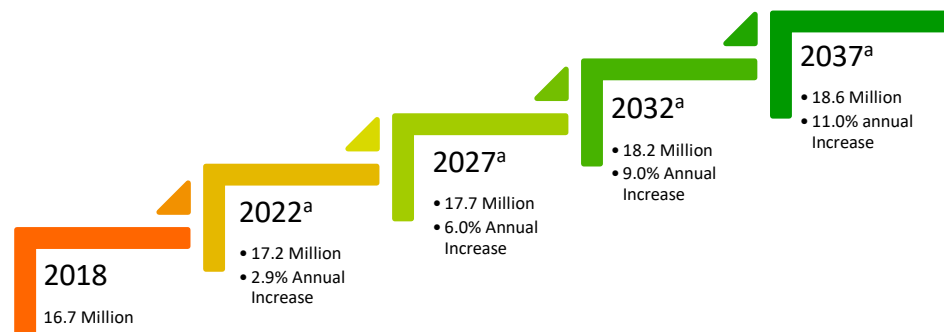 2018
16.7 Million
2022ᵃ
• 17.2 Million
• 2.9% Annual
Increase
2027ᵃ
• 17.7 Million
• 6.0% Annual
Increase
2032ᵃ
• 18.2 Million
• 9.0% Annual
Increase
2037ᵃ
• 18.6 Million
• 11.0% annual
Increase